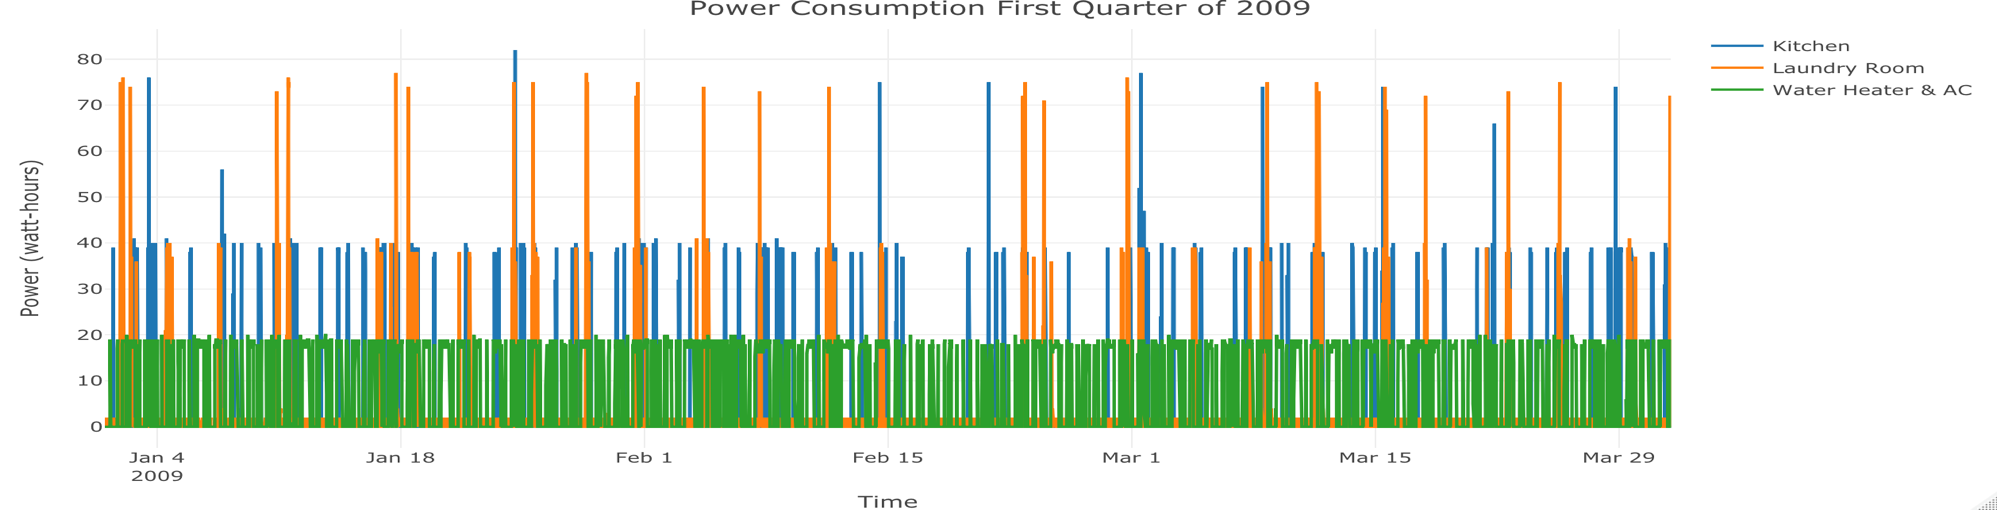 Power Consumption First Quarter of 2009
Kitchen
Laundry Room
Water Heater & AC
Power (watt-hours)
80
70
60
50
40
30
20
10
0
Jan 4
2009
Jan 18
Feb 1
Feb 15
Mar 1
Mar 15
Mar 29
Time